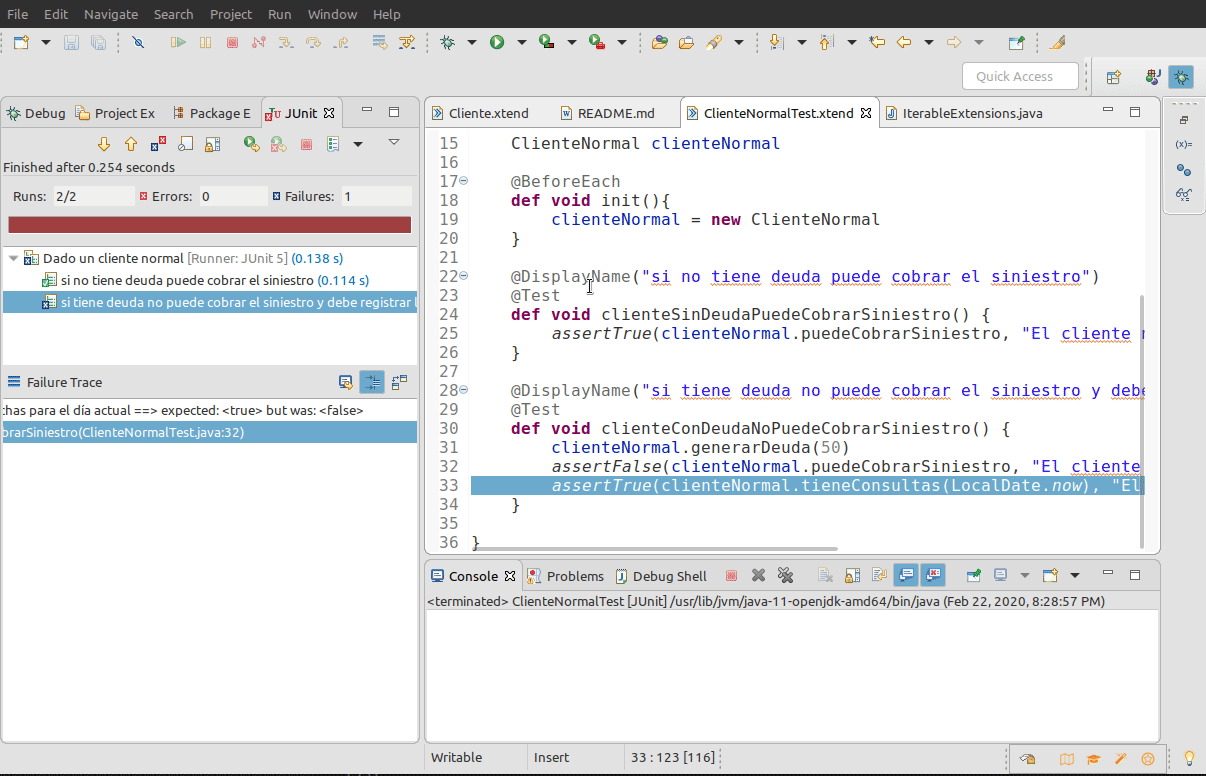 File Edit Navigate Search Project Run Window Help
Quick Access
Debug Project Ex Package E JUnit
Finished after 0.254 seconds
Runs: 2/2 Errors: 0 Failures: 1
Dado un cliente normal [Runner: JUnit 5] (0.138 s)
si no tiene deuda puede cobrar el siniestro (0.114 s)
si tiene deuda no puede cobrar el siniestro y debe registrar l
Failure Trace
chas para el día actual ==> expected: <true> but was: <false>
brarSiniestro(ClienteNormalTest.java:32)
Cliente.xtend README.md ClienteNormalTest.xtend IterableExtensions.java
15 ClienteNormal clienteNormal
16
17 @BeforeEach
18 def void init(){
19 clienteNormal = new ClienteNormal
20 }
21
22 @DisplayName("si no tiene deuda puede cobrar el siniestro")
23 @Test
24 def void clienteSinDeudaPuedeCobrarSiniestro() {
25 assertTrue(clienteNormal.puedeCobrarSiniestro, "El cliente
26 }
27
28 @DisplayName("si tiene deuda no puede cobrar el siniestro y debe
29 @Test
30 def void clienteConDeudaNoPuedeCobrarSiniestro() {
31 clienteNormal.generarDeuda(50)
32 assertFalse(clienteNormal.puedeCobrarSiniestro, "El cliente
33 assertTrue(clienteNormal.tieneConsultas(LocalDate.now), "El
34 }
35
36 }
Console Problems Debug Shell
<terminated> ClienteNormalTest [JUnit] /usr/lib/jvm/java-11-openjdk-amd64/bin/java (Feb 22, 2020, 8:28:57 PM)
Writable Insert 33 : 123 [116]